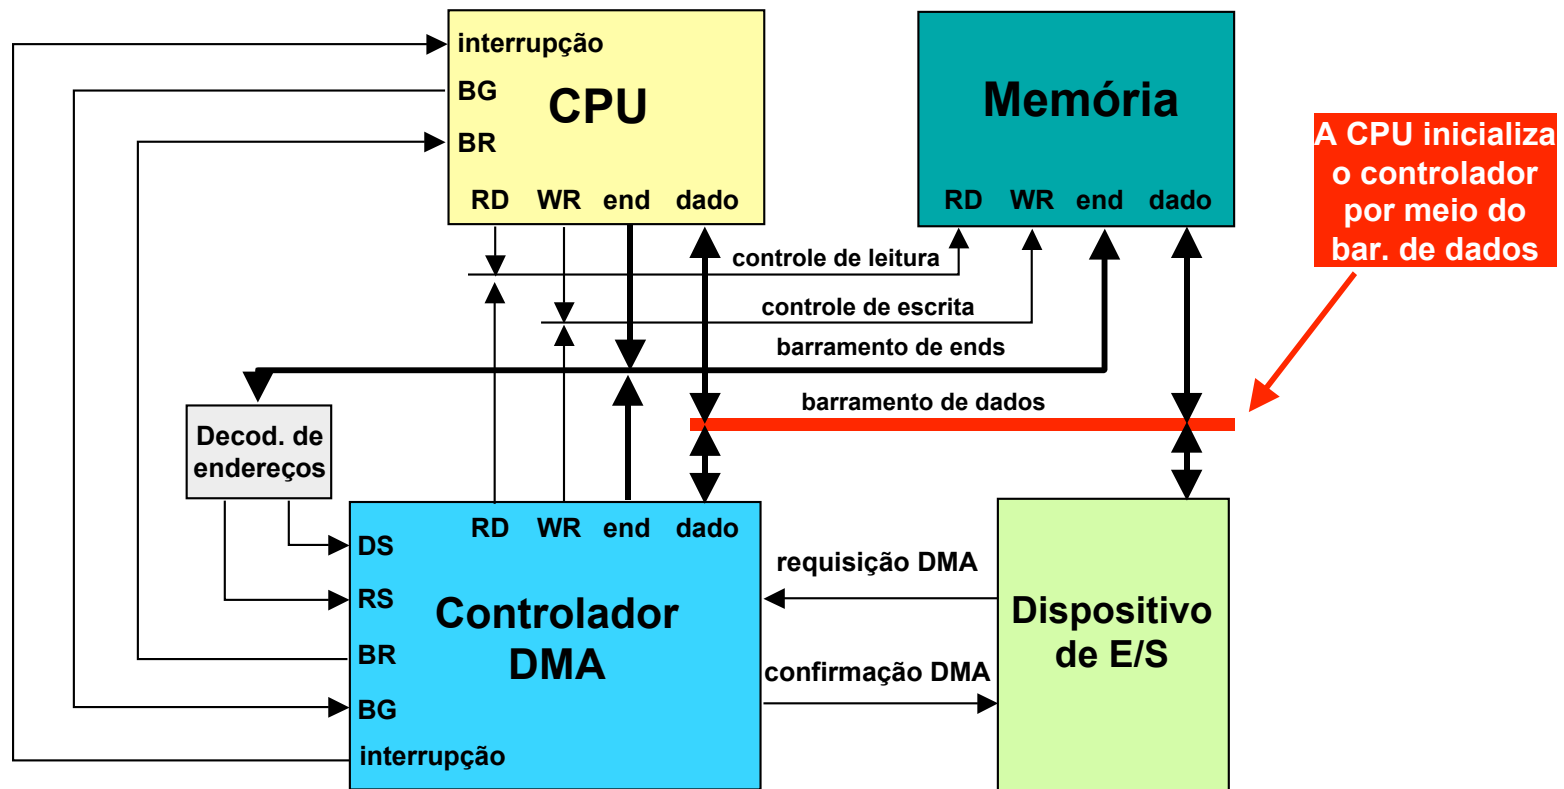 interrupção
BG
CPU
BR
RD WR end dado
Memória
RD WR end dado
A CPU inicializa
o controlador
por meio do
bar. de dados
controle de leitura
controle de escrita
barramento de ends
barramento de dados
Decod. de
endereços
RD WR end dado
DS
RS
Controlador
DMA
BR
BG
interrupção
requisição DMA
confirmação DMA
Dispositivo
de E/S